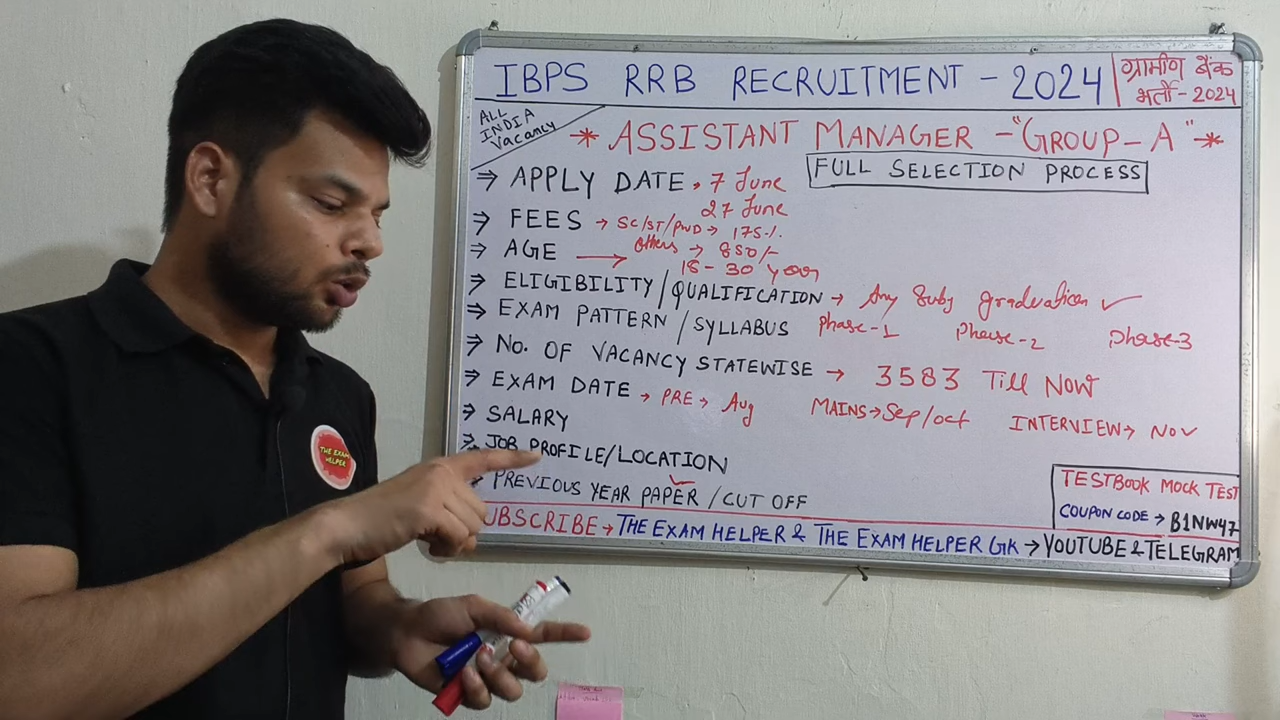 IBPS RRB RECRUITMENT - 2024
ग्रामीण बैंक
भर्ती - 2024
ALL
INDIA
Vacancy
* ASSISTANT MANAGER - "GROUP - A" *
FULL SELECTION PROCESS
⇒ APPLY DATE → 7 June
27 June
⇒ FEES → SC/ST/PWD → 175/-
Others → 850/-
⇒ AGE → 18 - 30 year
⇒ ELIGIBILITY/QUALIFICATION → Any Subj graduation ✓
⇒ EXAM PATTERN/SYLLABUS Phase-1 Phase-2 Phase-3
⇒ No. OF VACANCY STATEWISE → 3583 Till Now
⇒ EXAM DATE → PRE → Aug MAINS → Sep/oct INTERVIEW → Nov
⇒ SALARY
⇒ JOB PROFILE/LOCATION
PREVIOUS YEAR PAPER/CUT OFF
TESTBOOK MOCK TEST
COUPON CODE → B1NW47
UBSCRIBE → THE EXAM HELPER & THE EXAM HELPER GK → YOUTUBE & TELEGRAM
THE EXAM
HELPER